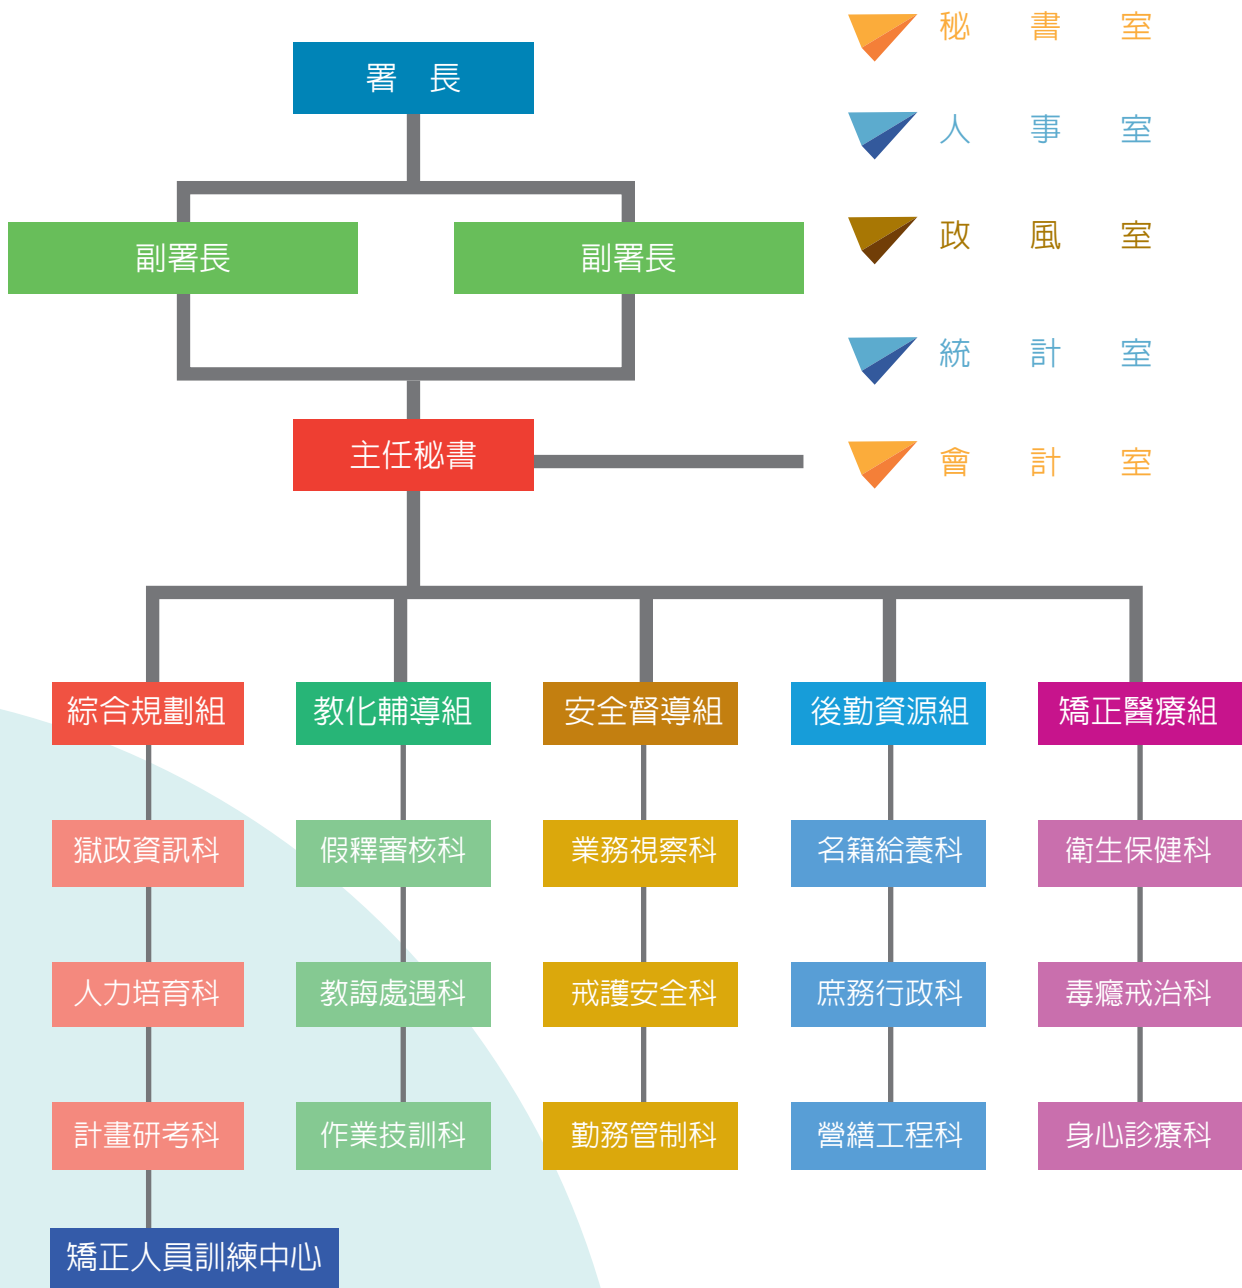 署 長
副署長
副署長
主任秘書
秘 書 室
人 事 室
政 風 室
統 計 室
會 計 室
綜合規劃組
教化輔導組
安全督導組
後勤資源組
矯正醫療組
獄政資訊科
假釋審核科
業務視察科
名籍給養科
衛生保健科
人力培育科
教誨處遇科
戒護安全科
庶務行政科
毒癮戒治科
計畫研考科
作業技訓科
勤務管制科
營繕工程科
身心診療科
矯正人員訓練中心